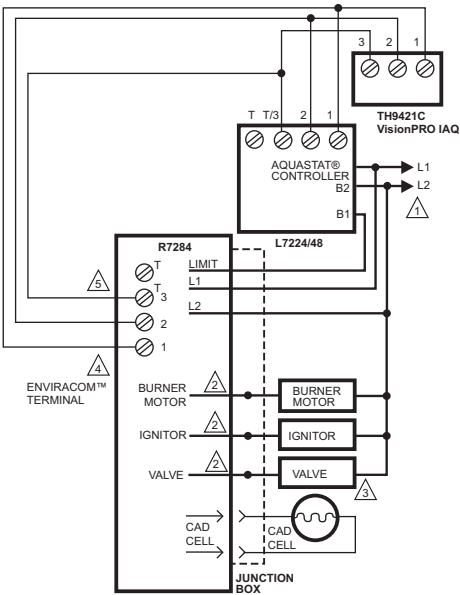 3 2 1
TH9421C
VisionPRO IAQ
T T/3 2 1
AQUASTAT®
CONTROLLER
L1
B2
L2
1
B1
L7224/48
R7284
T
LIMIT
5
T
3
L1
L2
2
1
4
ENVIRACOM™
TERMINAL
BURNER
MOTOR
2
BURNER
MOTOR
IGNITOR
2
IGNITOR
VALVE
2
VALVE
3
CAD
CELL
CAD
CELL
JUNCTION
BOX